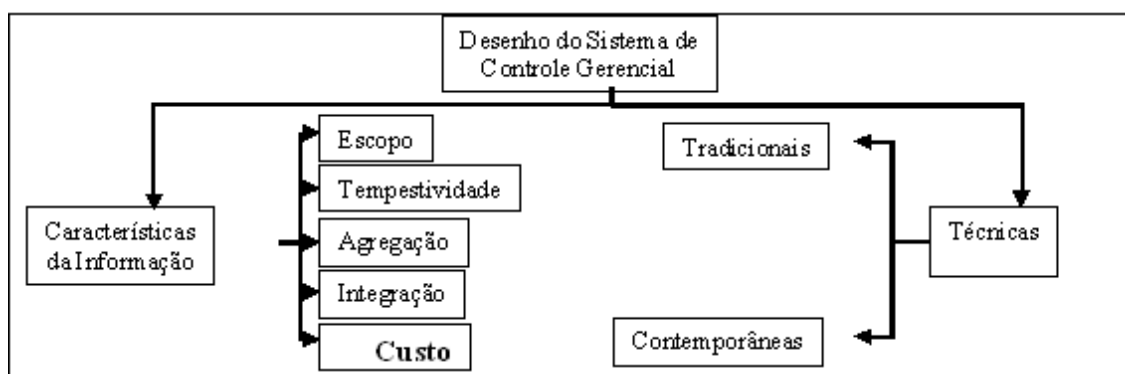 Desenho do Sistema de
Controle Gerencial
Escopo
Tempestividade
Agregação
Integração
Custo
Características
da Informação
Tradicionais
Contemporâneas
Técnicas